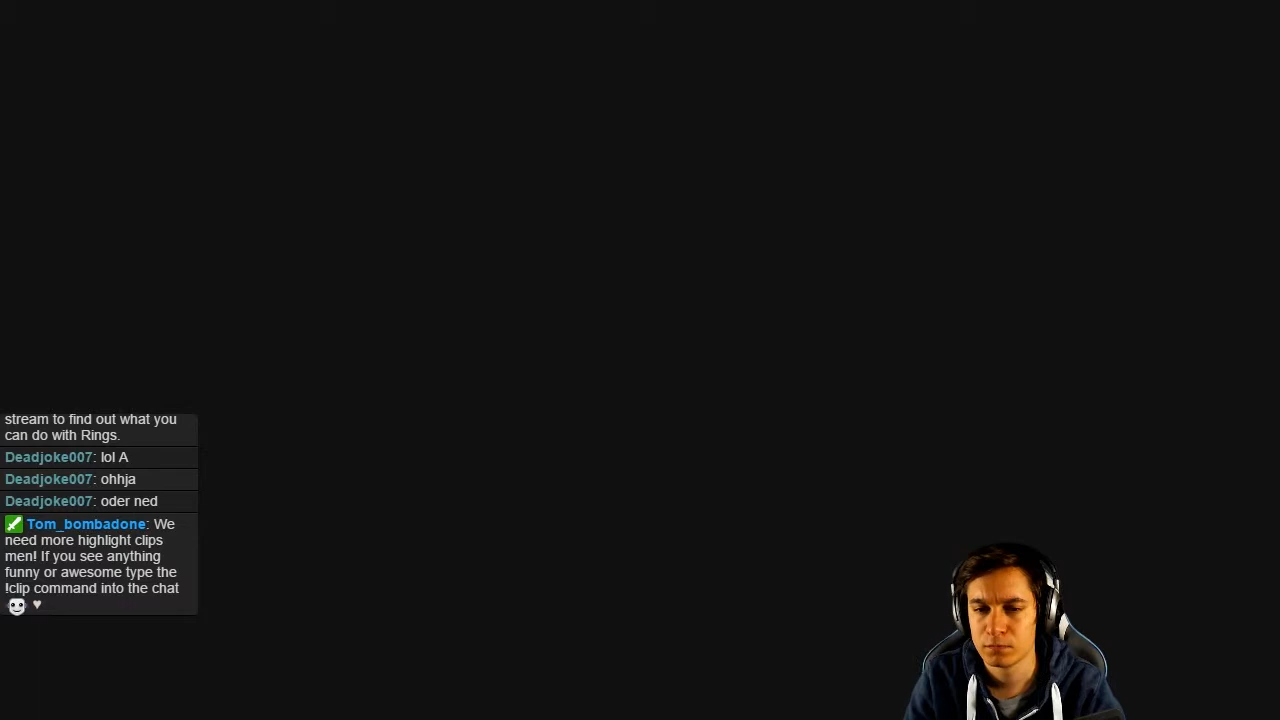 stream to find out what you
can do with Rings.
Deadjoke007: lol A
Deadjoke007: ohhja
Deadjoke007: oder ned
Tom_bombadone: We
need more highlight clips
men! If you see anything
funny or awesome type the
!clip command into the chat
♥